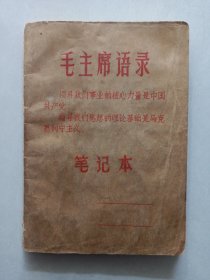 毛主席语录
领导我们事业的核心力量是中国
共产党
指导我们思想的理论基础是马克
思列宁主义
笔记本